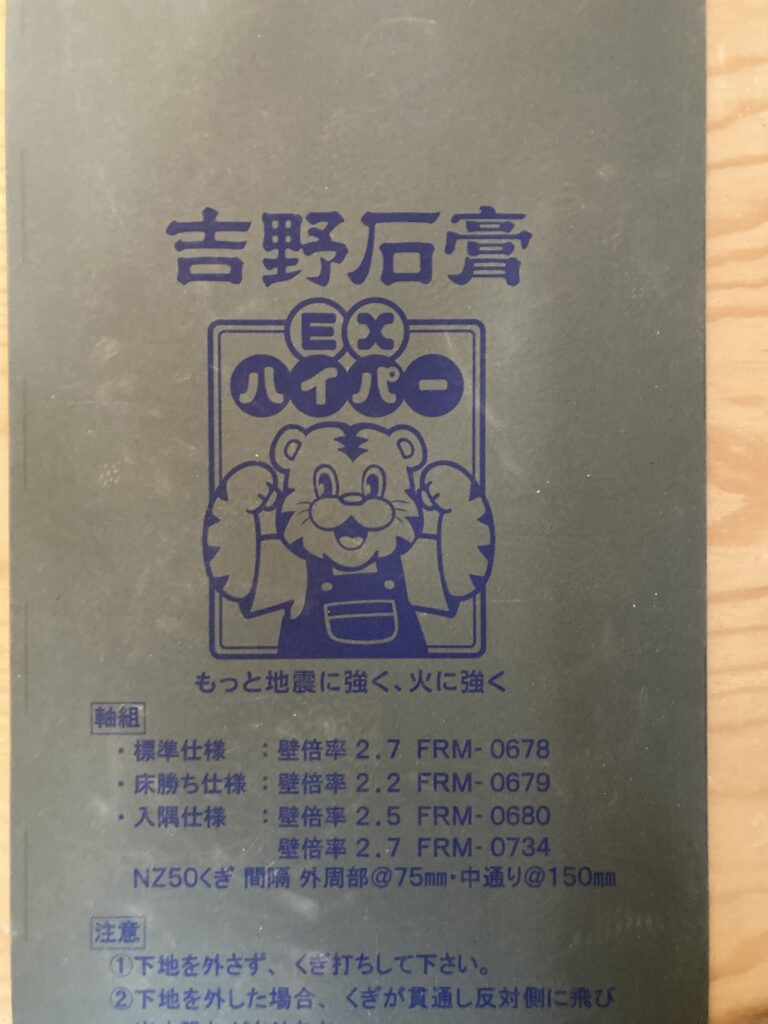 吉野石膏
EX
ハイパー
もっと地震に強く、火に強く
軸組
・標準仕様 : 壁倍率 2.7 FRM- 0678
・床勝ち仕様 : 壁倍率 2.2 FRM- 0679
・入隅仕様 : 壁倍率 2.5 FRM- 0680
壁倍率 2.7 FRM- 0734
NZ50くぎ 間隔 外周部@75㎜・中通り@150㎜
注意
①下地を外さず、くぎ打ちして下さい。
②下地を外した場合、くぎが貫通し反対側に飛び